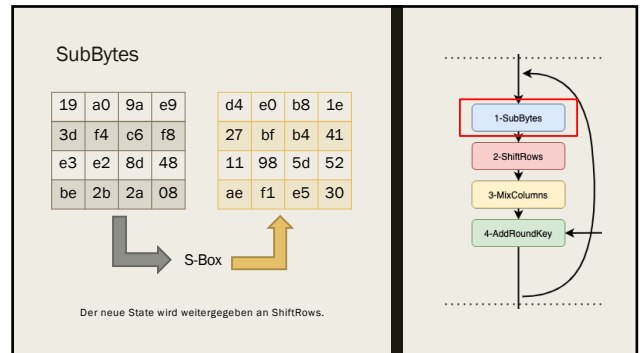 SubBytes
19 a0 9a e9
3d f4 c6 f8
e3 e2 8d 48
be 2b 2a 08
d4 e0 b8 1e
27 bf b4 41
11 98 5d 52
ae f1 e5 30
S-Box
Der neue State wird weitergegeben an ShiftRows.
1-SubBytes
2-ShiftRows
3-MixColumns
4-AddRoundKey